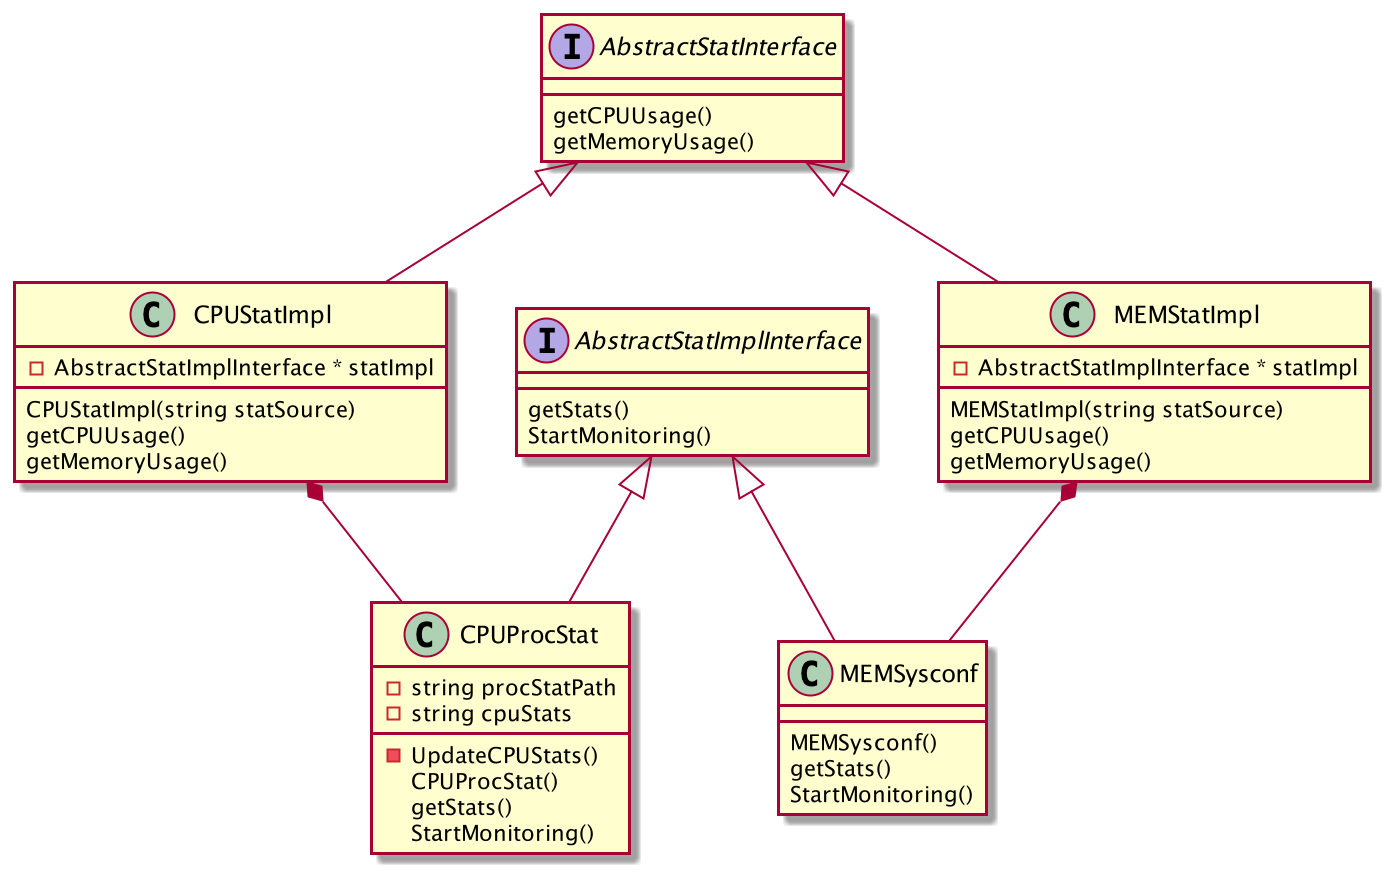 I AbstractStatInterface
getCPUUsage()
getMemoryUsage()
C CPUStatImpl
AbstractStatImplInterface * statImpl
CPUStatImpl(string statSource)
getCPUUsage()
getMemoryUsage()
I AbstractStatImplInterface
getStats()
StartMonitoring()
C MEMStatImpl
AbstractStatImplInterface * statImpl
MEMStatImpl(string statSource)
getCPUUsage()
getMemoryUsage()
C CPUProcStat
string procStatPath
string cpuStats
UpdateCPUStats()
CPUProcStat()
getStats()
StartMonitoring()
C MEMSysconf
MEMSysconf()
getStats()
StartMonitoring()